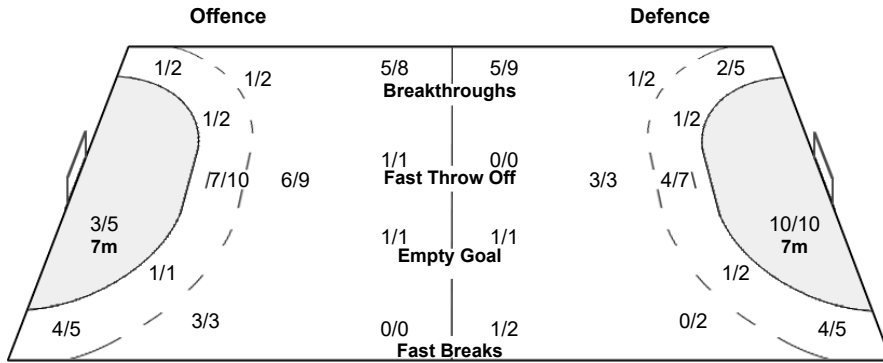 Offence Defence
1/2 1/2 5/8 5/9 1/2 2/5
Breakthroughs
1/2 1/2
1/1 0/0
7/10 6/9 Fast Throw Off 3/3 4/7
3/5 10/10
7m 1/1 1/1 7m
Empty Goal
1/1 1/2
4/5 3/3 0/0 1/2 0/2 4/5
Fast Breaks